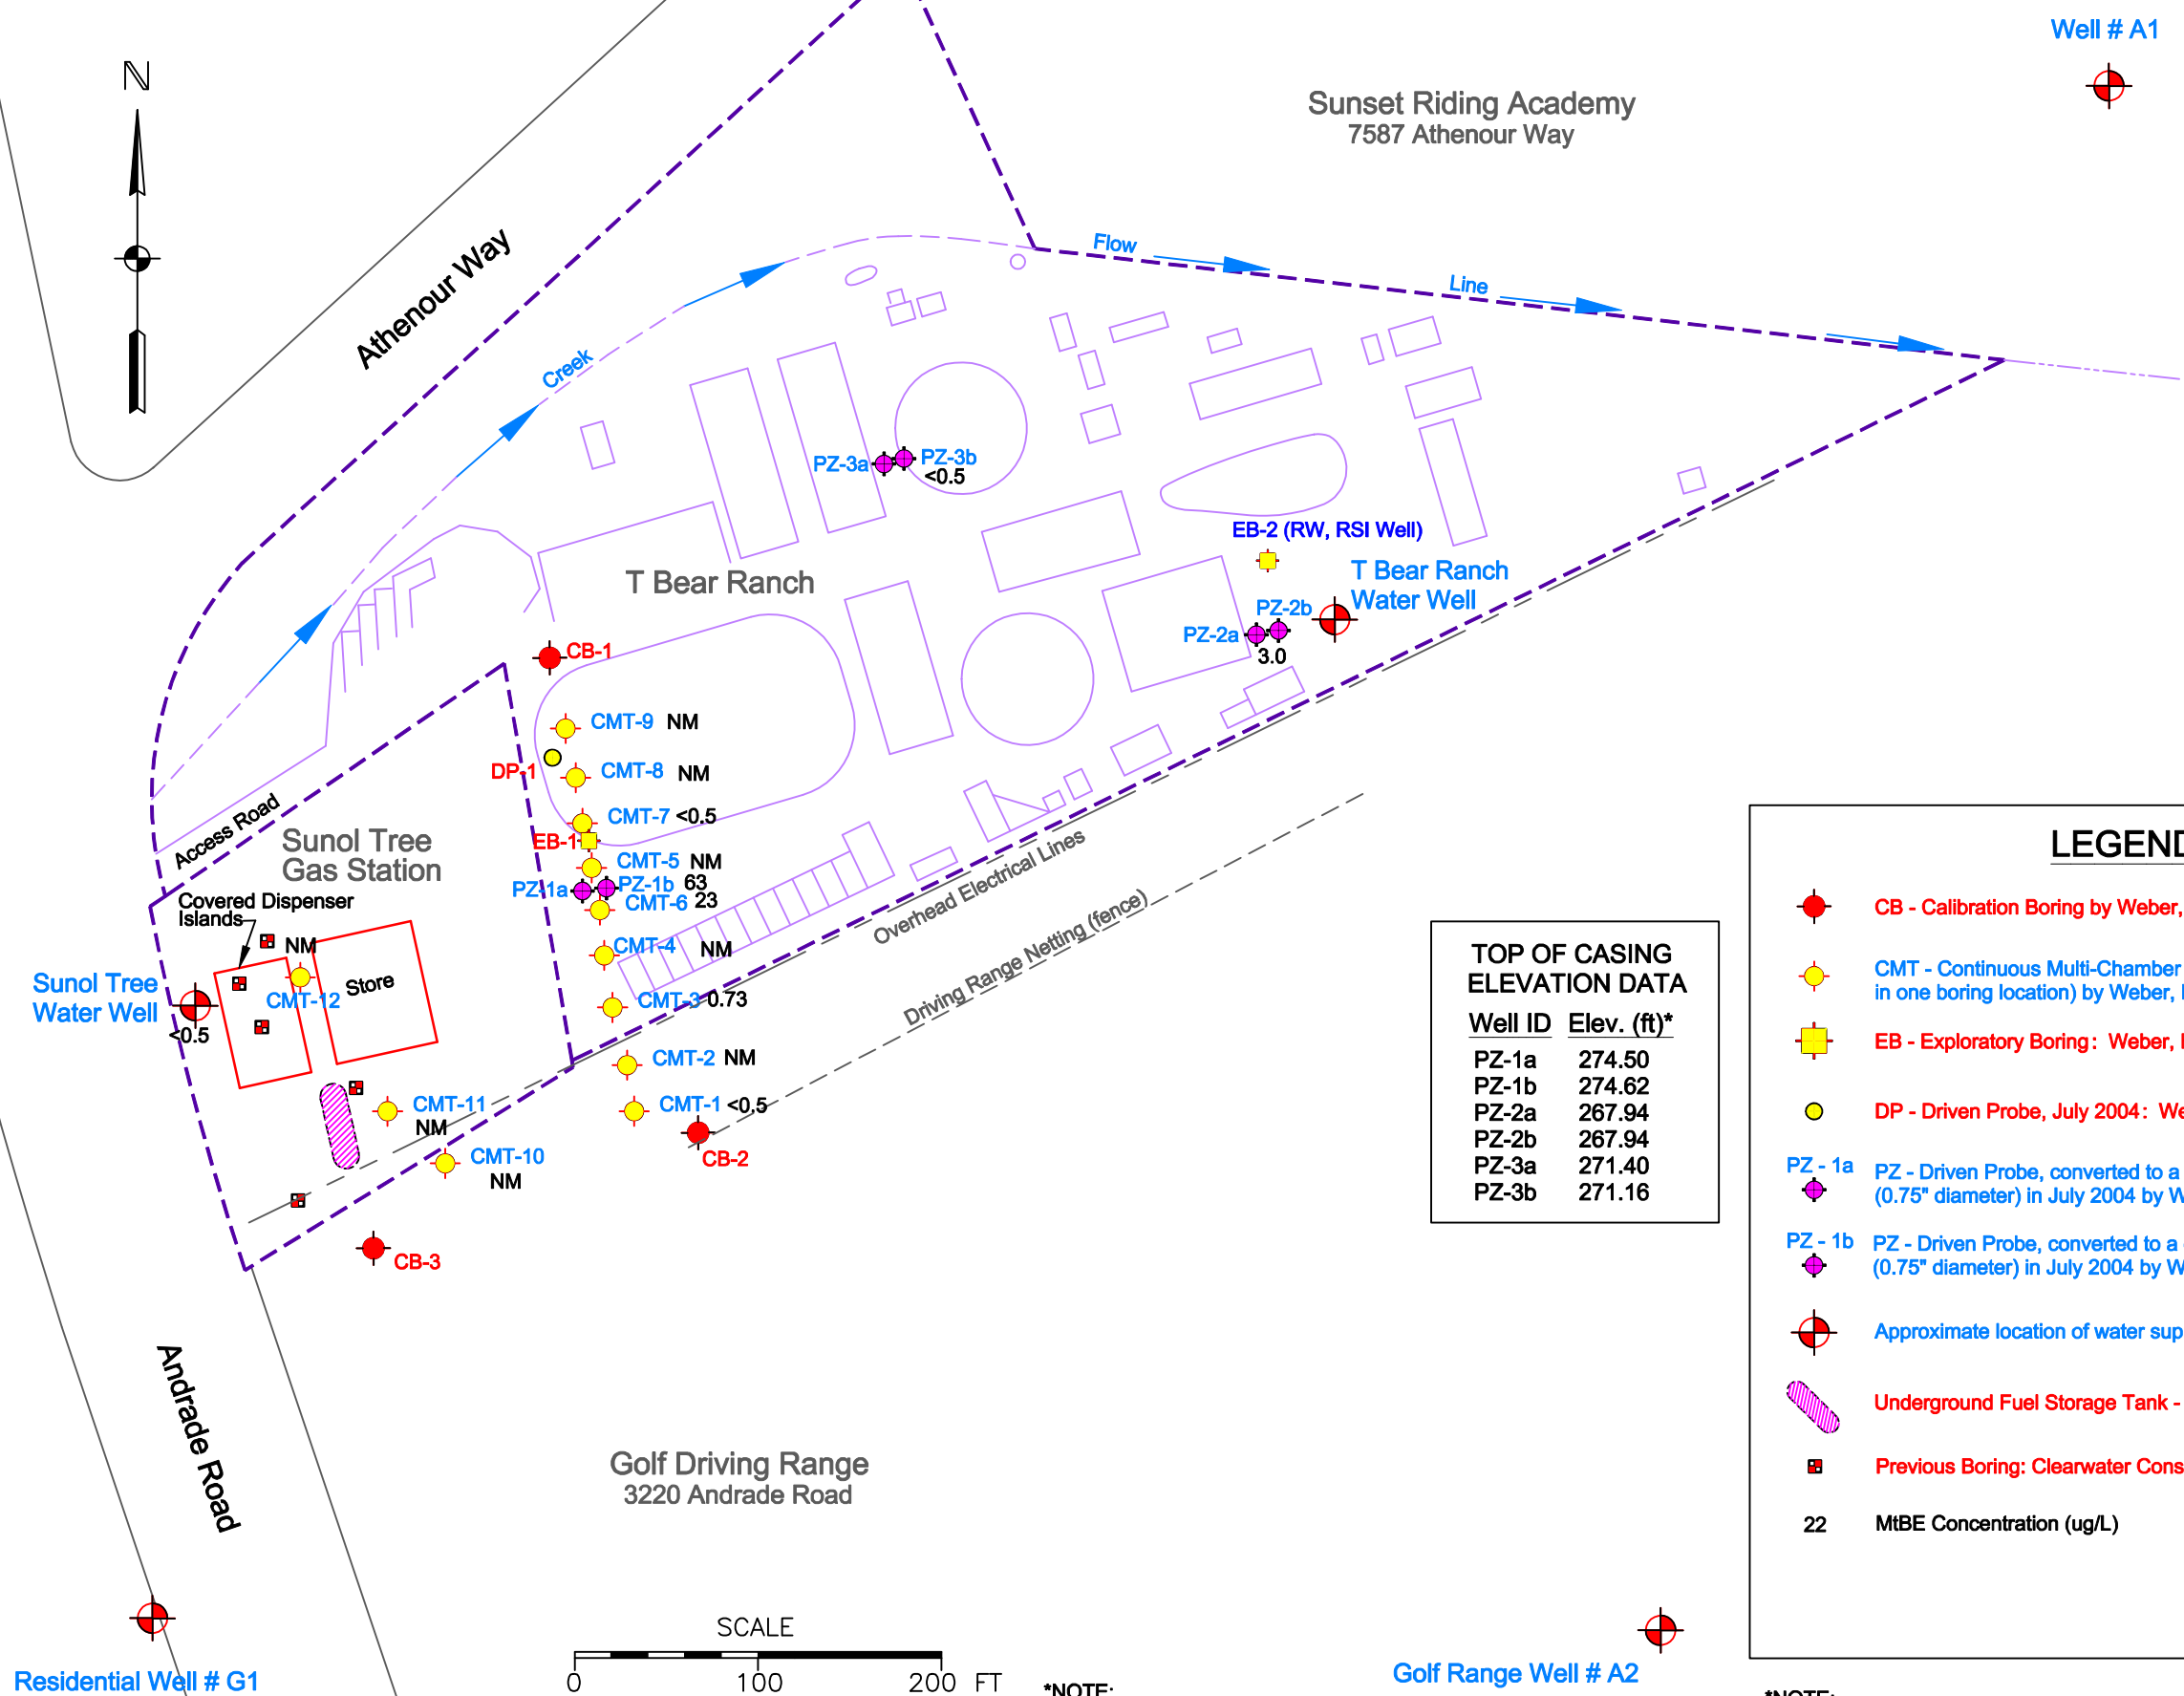 Well # A1
N
Sunset Riding Academy
7587 Athenour Way
Athenour Way
Flow
Line
Creek
PZ-3a
PZ-3b
<0.5
EB-2 (RW, RSI Well)
T Bear Ranch
T Bear Ranch
Water Well
PZ-2b
PZ-2a
3.0
CB-1
CMT-9 NM
DP-1
CMT-8 NM
CMT-7 <0.5
EB-1
Access Road
Sunol Tree
Gas Station
CMT-5 NM
PZ-1a
PZ-1b 63
CMT-6 23
Covered Dispenser
Islands
NM
CMT-4 NM
Overhead Electrical Lines
Driving Range Netting (fence)
Sunol Tree
Water Well
<0.5
CMT-12
Store
CMT-3 0.73
CMT-2 NM
CMT-11
NM
CMT-1 <0.5
CMT-10
NM
CB-2
CB-3
TOP OF CASING
ELEVATION DATA
Well ID Elev. (ft)*
PZ-1a 274.50
PZ-1b 274.62
PZ-2a 267.94
PZ-2b 267.94
PZ-3a 271.40
PZ-3b 271.16
LEGEND
CB - Calibration Boring by Weber,
CMT - Continuous Multi-Chamber
in one boring location) by Weber,
EB - Exploratory Boring: Weber,
DP - Driven Probe, July 2004:
PZ - 1a
PZ - Driven Probe, converted to a
(0.75" diameter) in July 2004 by
PZ - 1b
PZ - Driven Probe, converted to a
(0.75" diameter) in July 2004 by
Approximate location of water
Underground Fuel Storage Tank -
Previous Boring: Clearwater
22 MtBE Concentration (ug/L)
Andrade Road
Golf Driving Range
3220 Andrade Road
Residential Well # G1
SCALE
0 100 200 FT
Golf Range Well # A2
*NOTE:
*NOTE: